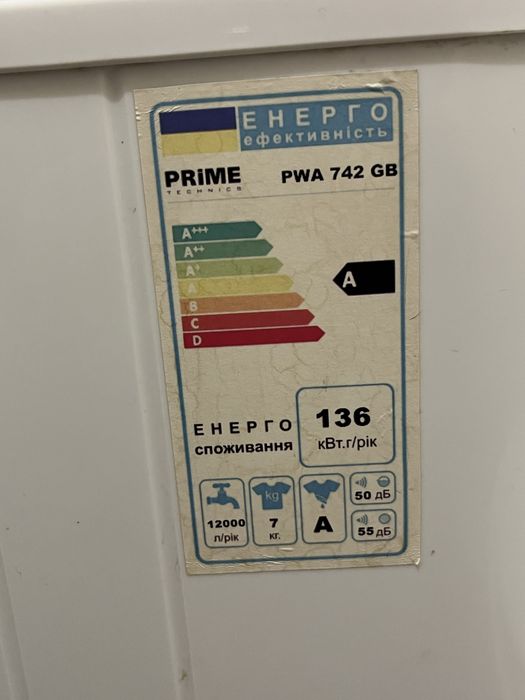 ЕНЕРГО
ефективність
PRiME
TECHNICS
PWA 742 GB
A+++
A++
A+
A
B
C
D
A
ЕНЕРГО
споживання
136
кВт.г/рік
12000
л/рік
kg
7
кг.
A
50 дБ
55 дБ